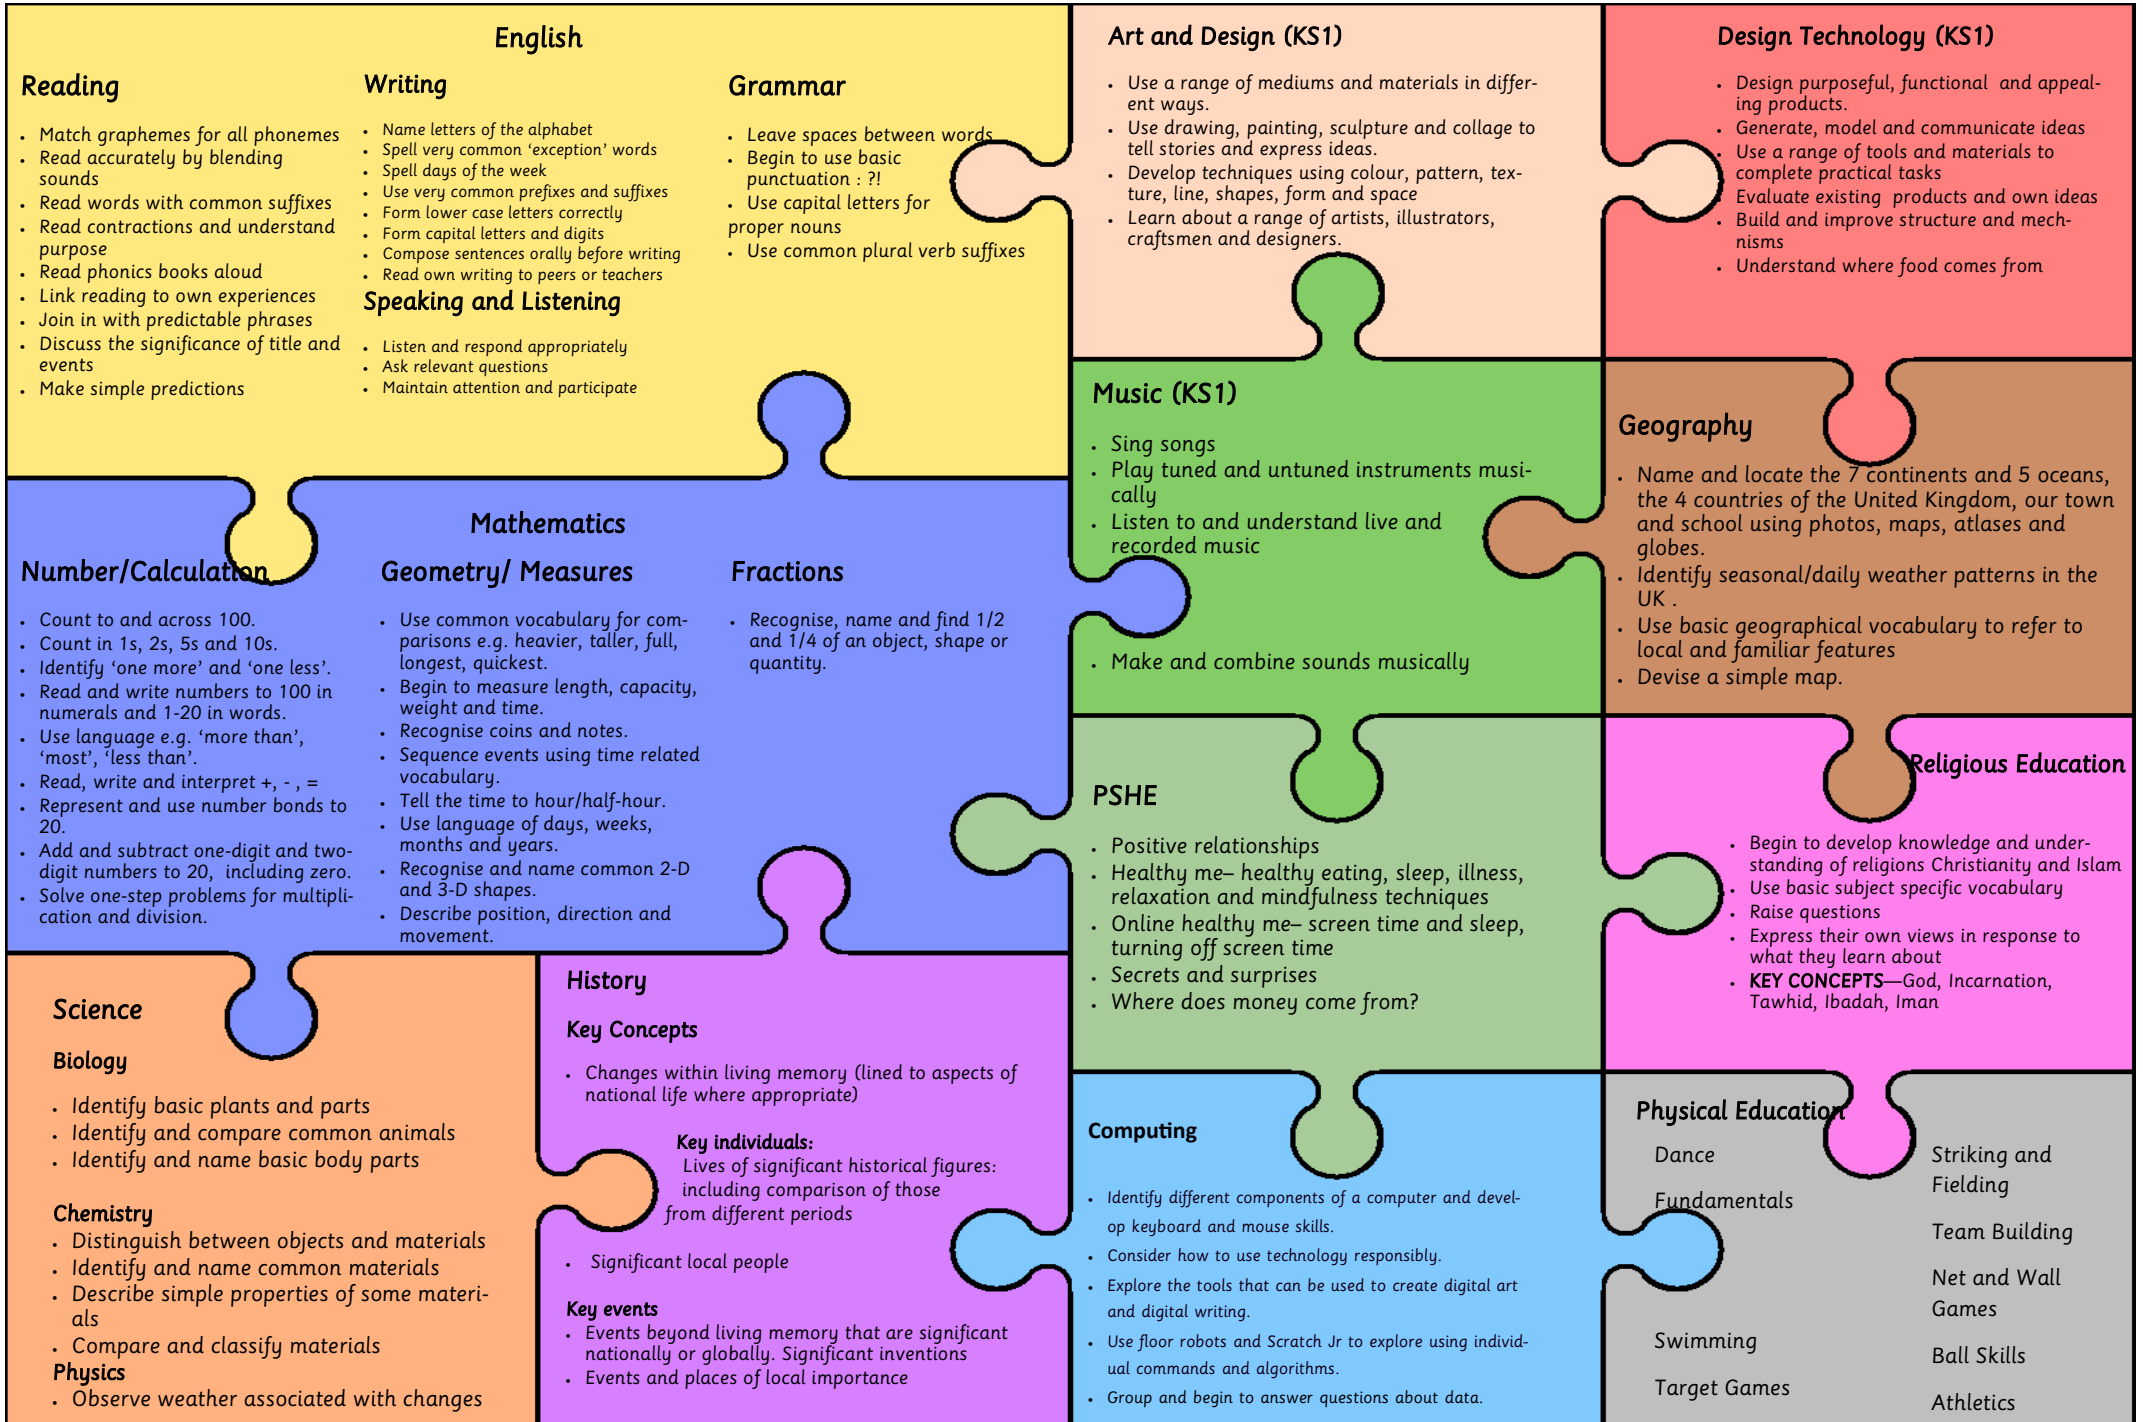 English
Reading
Match graphemes for all phonemes
Read accurately by blending
sounds
Read words with common suffixes
Read contractions and understand
purpose
Read phonics books aloud
Link reading to own experiences
Join in with predictable phrases
Discuss the significance of title and
events
Make simple predictions
Writing
Name letters of the alphabet
Spell very common ‘exception’ words
Spell days of the week
Use very common prefixes and suffixes
Form lower case letters correctly
Form capital letters and digits
Compose sentences orally before writing
Read own writing to peers or teachers
Speaking and Listening
Listen and respond appropriately
Ask relevant questions
Maintain attention and participate
Grammar
Leave spaces between words
Begin to use basic
punctuation : ?!
Use capital letters for
proper nouns
Use common plural verb suffixes
Art and Design (KS1)
Use a range of mediums and materials in differ-
ent ways.
Use drawing, painting, sculpture and collage to
tell stories and express ideas.
Develop techniques using colour, pattern, tex-
ture, line, shapes, form and space
Learn about a range of artists, illustrators,
craftsmen and designers.
Design Technology (KS1)
Design purposeful, functional and appeal-
ing products.
Generate, model and communicate ideas
Use a range of tools and materials to
complete practical tasks
Evaluate existing products and own ideas
Build and improve structure and mech-
nisms
Understand where food comes from
Mathematics
Number/Calculation
Count to and across 100.
Count in 1s, 2s, 5s and 10s.
Identify ‘one more’ and ‘one less’.
Read and write numbers to 100 in
numerals and 1-20 in words.
Use language e.g. ‘more than’,
‘most’, ‘less than’.
Read, write and interpret +, - , =
Represent and use number bonds to
20.
Add and subtract one-digit and two-
digit numbers to 20, including zero.
Solve one-step problems for multipli-
cation and division.
Geometry/ Measures
Use common vocabulary for com-
parisons e.g. heavier, taller, full,
longest, quickest.
Begin to measure length, capacity,
weight and time.
Recognise coins and notes.
Sequence events using time related
vocabulary.
Tell the time to hour/half-hour.
Use language of days, weeks,
months and years.
Recognise and name common 2-D
and 3-D shapes.
Describe position, direction and
movement.
Fractions
Recognise, name and find 1/2
and 1/4 of an object, shape or
quantity.
Music (KS1)
Sing songs
Play tuned and untuned instruments musi-
cally
Listen to and understand live and
recorded music
Make and combine sounds musically
Geography
Name and locate the 7 continents and 5 oceans,
the 4 countries of the United Kingdom, our town
and school using photos, maps, atlases and
globes.
Identify seasonal/daily weather patterns in the
UK .
Use basic geographical vocabulary to refer to
local and familiar features
Devise a simple map.
PSHE
Positive relationships
Healthy me– healthy eating, sleep, illness,
relaxation and mindfulness techniques
Online healthy me– screen time and sleep,
turning off screen time
Secrets and surprises
Where does money come from?
Religious Education
Begin to develop knowledge and under-
standing of religions Christianity and Islam
Use basic subject specific vocabulary
Raise questions
Express their own views in response to
what they learn about
KEY CONCEPTS—God, Incarnation,
Tawhid, Ibadah, Iman
Science
Biology
Identify basic plants and parts
Identify and compare common animals
Identify and name basic body parts
Chemistry
Distinguish between objects and materials
Identify and name common materials
Describe simple properties of some materi-
als
Compare and classify materials
Physics
Observe weather associated with changes
History
Key Concepts
Changes within living memory (lined to aspects of
national life where appropriate)
Key individuals:
Lives of significant historical figures:
including comparison of those
from different periods
Significant local people
Key events
Events beyond living memory that are significant
nationally or globally. Significant inventions
Events and places of local importance
Computing
Identify different components of a computer and devel-
op keyboard and mouse skills.
Consider how to use technology responsibly.
Explore the tools that can be used to create digital art
and digital writing.
Use floor robots and Scratch Jr to explore using individ-
ual commands and algorithms.
Group and begin to answer questions about data.
Physical Education
Dance
Fundamentals
Swimming
Target Games
Striking and
Fielding
Team Building
Net and Wall
Games
Ball Skills
Athletics